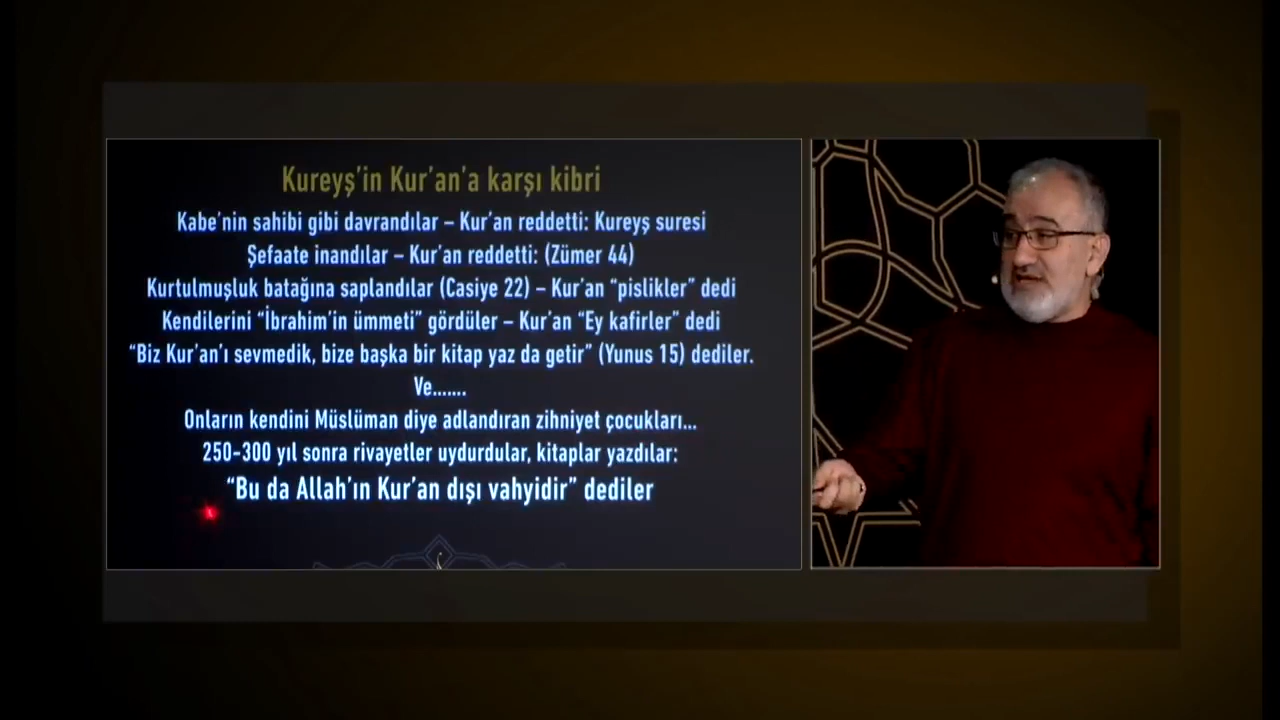 Kureyş’in Kur’an’a karşı kibri
Kabe’nin sahibi gibi davrandılar – Kur’an reddetti: Kureyş suresi
Şefaate inandılar – Kur’an reddetti: (Zümer 44)
Kurtulmuşluk batağına saplandılar (Casiye 22) – Kur’an “pislikler” dedi
Kendilerini “İbrahim’in ümmeti” gördüler – Kur’an “Ey kafirler” dedi
“Biz Kur’an’ı sevmedik, bize başka bir kitap yaz da getir” (Yunus 15) dediler.
Ve.......
Onların kendini Müslüman diye adlandıran zihniyet çocukları...
250-300 yıl sonra rivayetler uydurdular, kitaplar yazdılar:
“Bu da Allah’ın Kur’an dışı vahyidir” dediler